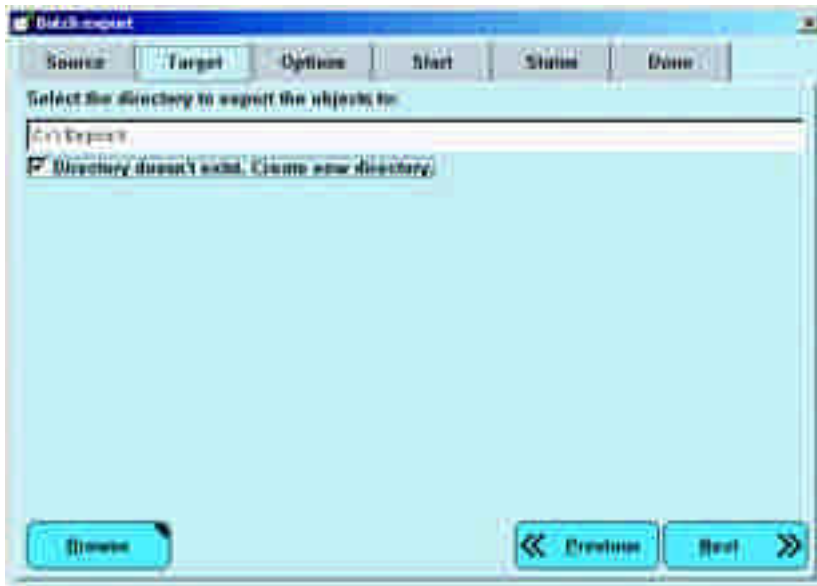 Batch export
Source Target Options Start Status Done
Select the directory to export the objects to:
C:\Export
Directory doesn't exist. Create new directory.
Browse Previous Next